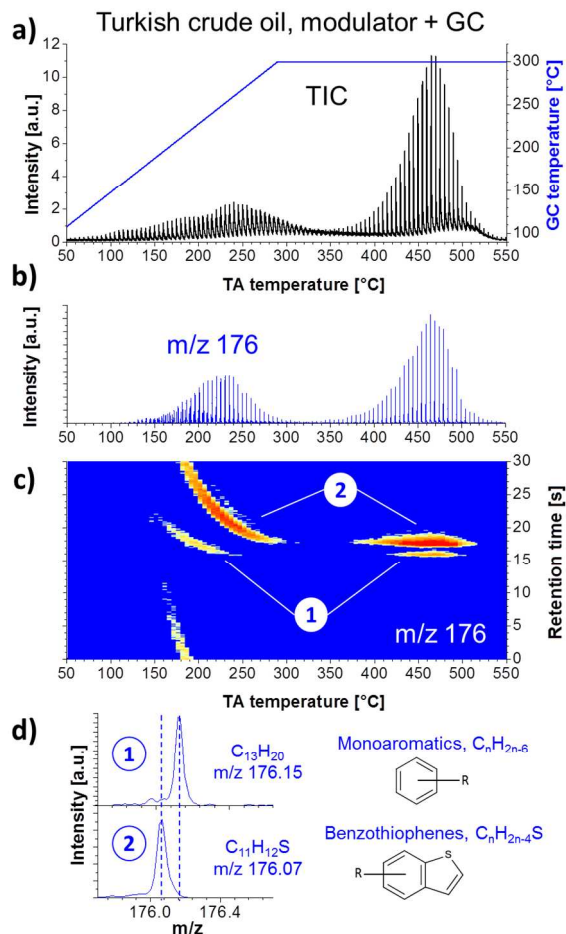 Turkish crude oil, modulator + GC
a)
12
10
8
6
4
2
0
Intensity [a.u.]
TIC
300
250
200
150
100
GC temperature [°C]
50 100 150 200 250 300 350 400 450 500 550
TA temperature [°C]
b)
Intensity [a.u.]
m/z 176
50 100 150 200 250 300 350 400 450 500 550
c)
30
25
20
15
10
5
0
Retention time [s]
2
1
m/z 176
50 100 150 200 250 300 350 400 450 500 550
TA temperature [°C]
d)
Intensity [a.u.]
1
C13H20
m/z 176.15
Monoaromatics, CnH2n-6
R
2
C11H12S
m/z 176.07
Benzothiophenes, CnH2n-4S
R
S
176.0 176.4
m/z